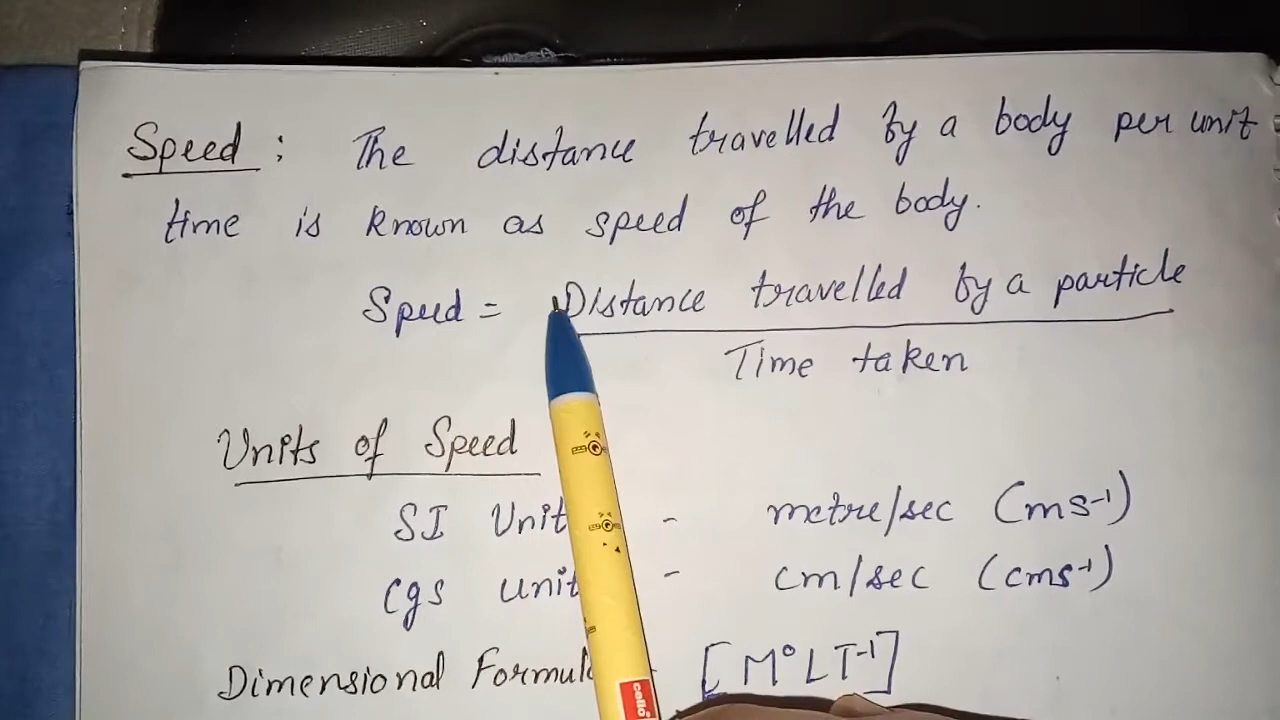 Speed : The distance travelled by a body per unit
time is known as speed of the body.
Speed = Distance travelled by a particle
Time taken
Units of Speed
SI Unit - metre/sec (ms⁻¹)
Cgs unit - cm/sec (cms⁻¹)
Dimensional Formul - [M⁰LT⁻¹]
cello